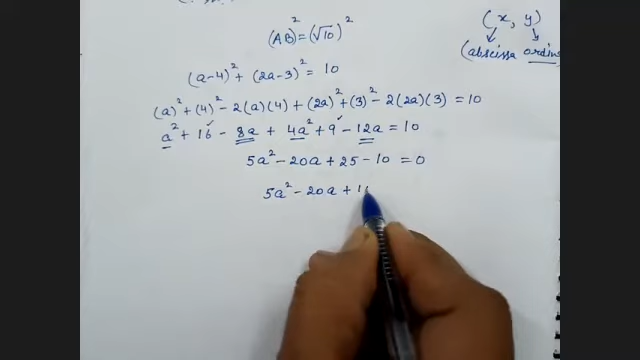 (AB)² = (√10)²
(x, y)
(abscissa ordin
(a-4)² + (2a-3)² = 10
(a)² + (4)² - 2(a)(4) + (2a)² + (3)² - 2(2a)(3) = 10
a² + 16 - 8a + 4a² + 9 - 12a = 10
5a² - 20a + 25 - 10 = 0
5a² - 20a + 1